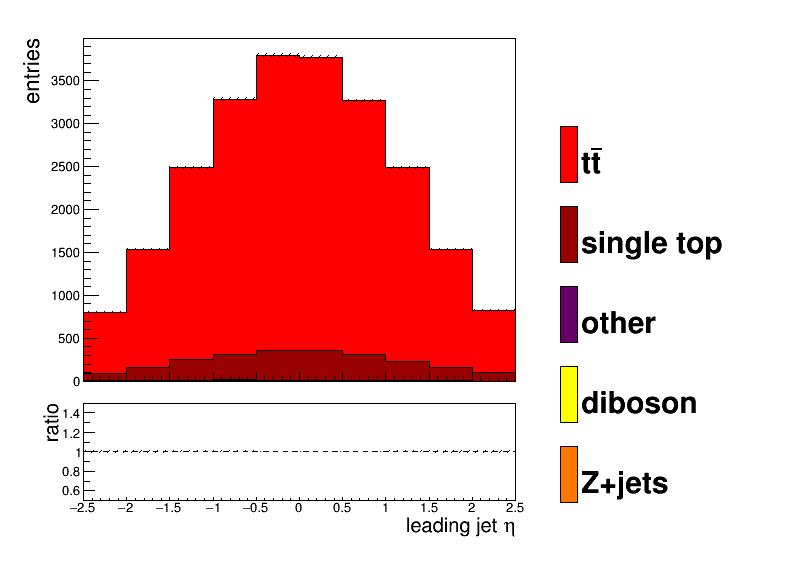 entries
3500
3000
2500
2000
1500
1000
500
0
ratio
1.4
1.2
1
0.8
0.6
−2.5 −2 −1.5 −1 −0.5 0 0.5 1 1.5 2 2.5
leading jet η
tt̅
single top
other
diboson
Z+jets